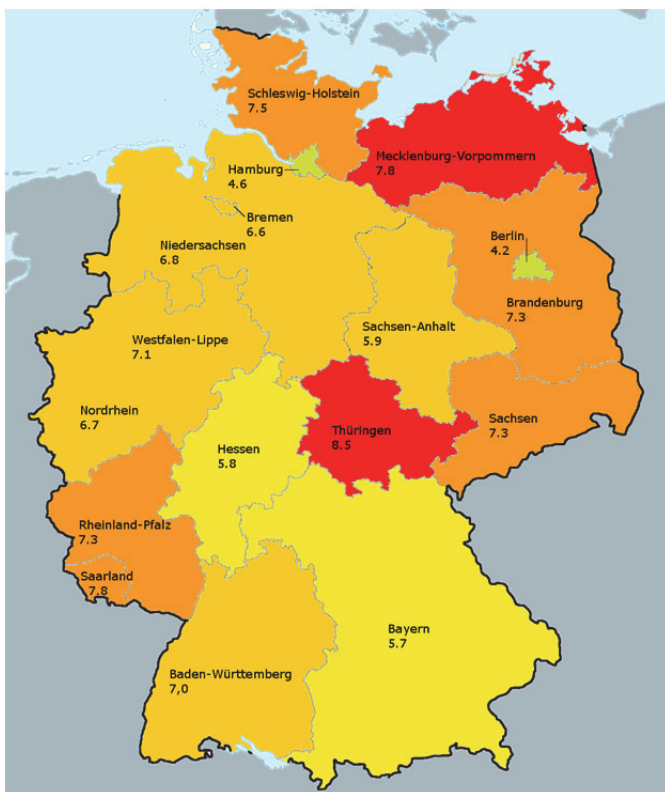 Schleswig-Holstein
7.5
Mecklenburg-Vorpommern
7.8
Hamburg
4.6
Bremen
6.6
Niedersachsen
6.8
Berlin
4.2
Brandenburg
7.3
Sachsen-Anhalt
5.9
Westfalen-Lippe
7.1
Nordrhein
6.7
Hessen
5.8
Thüringen
8.5
Sachsen
7.3
Rheinland-Pfalz
7.3
Saarland
7,8
Bayern
5.7
Baden-Württemberg
7,0